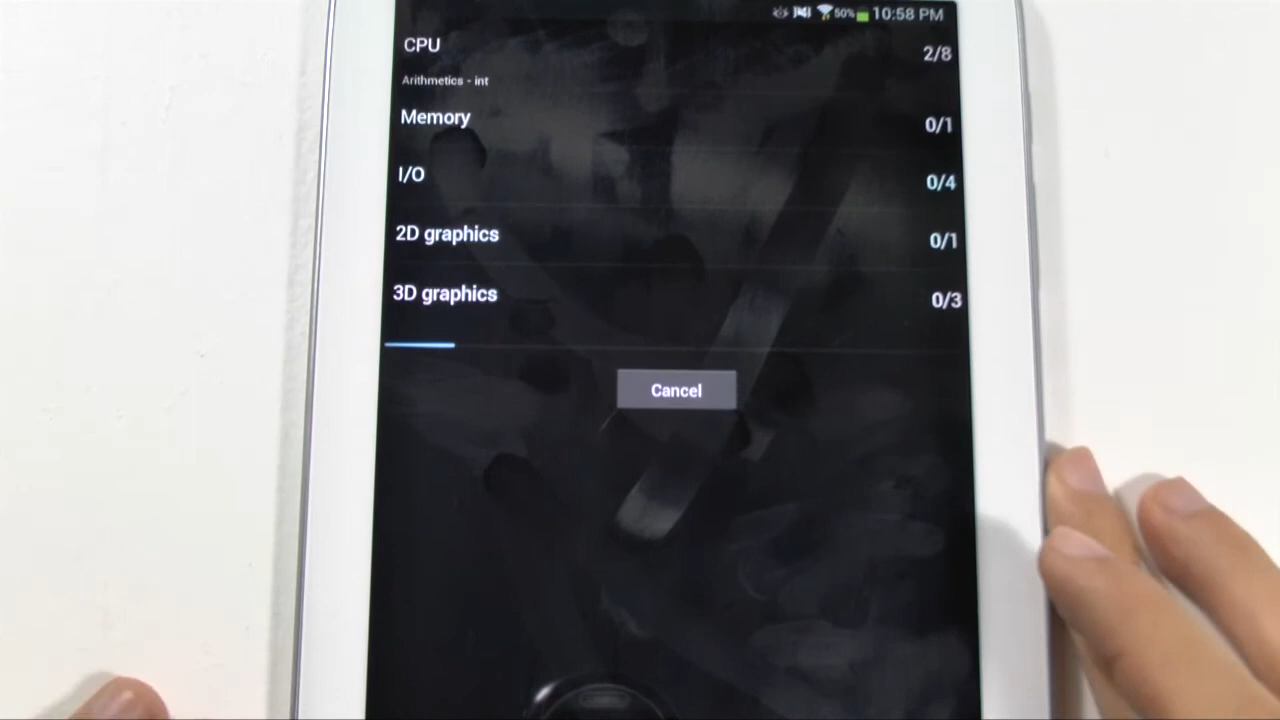 50% 10:58 PM
CPU 2/8
Arithmetics - int
Memory 0/1
I/O 0/4
2D graphics 0/1
3D graphics 0/3
Cancel